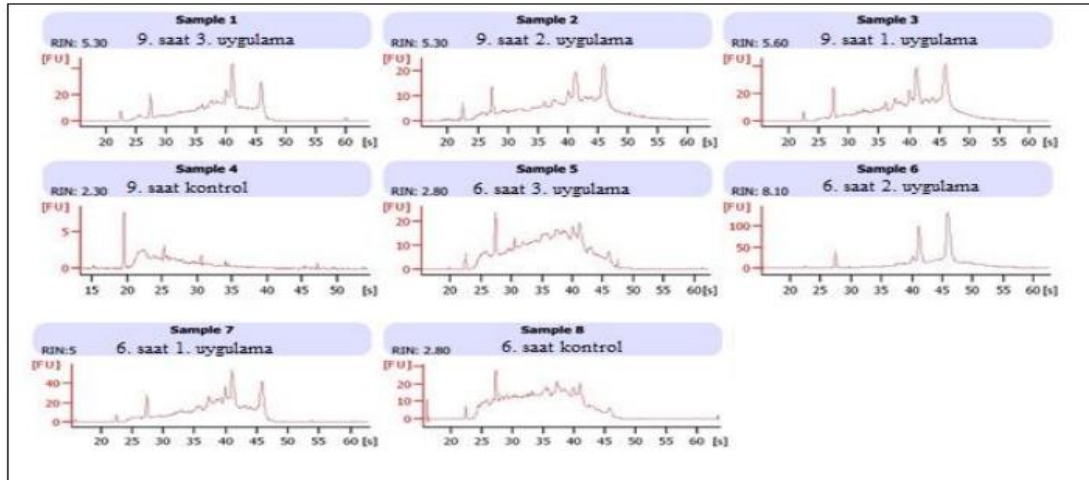 Sample 1
RIN: 5.30 9. saat 3. uygulama
[FU]
20
0
20 25 30 35 40 45 50 55 60 [s]
Sample 2
RIN: 5.30 9. saat 2. uygulama
[FU]
20
10
0
20 25 30 35 40 45 50 55 60 [s]
Sample 3
RIN: 5.60 9. saat 1. uygulama
[FU]
20
0
20 25 30 35 40 45 50 55 60 [s]
Sample 4
RIN: 2.30 9. saat kontrol
[FU]
5
0
15 20 25 30 35 40 45 50 [s]
Sample 5
RIN: 2.80 6. saat 3. uygulama
[FU]
20
10
0
20 25 30 35 40 45 50 55 60 [s]
Sample 6
RIN: 8.10 6. saat 2. uygulama
[FU]
100
50
0
20 25 30 35 40 45 50 55 60 [s]
Sample 7
RIN:5 6. saat 1. uygulama
[FU]
40
20
0
20 25 30 35 40 45 50 55 60 [s]
Sample 8
RIN: 2.80 6. saat kontrol
[FU]
20
10
0
20 25 30 35 40 45 50 55 60 [s]